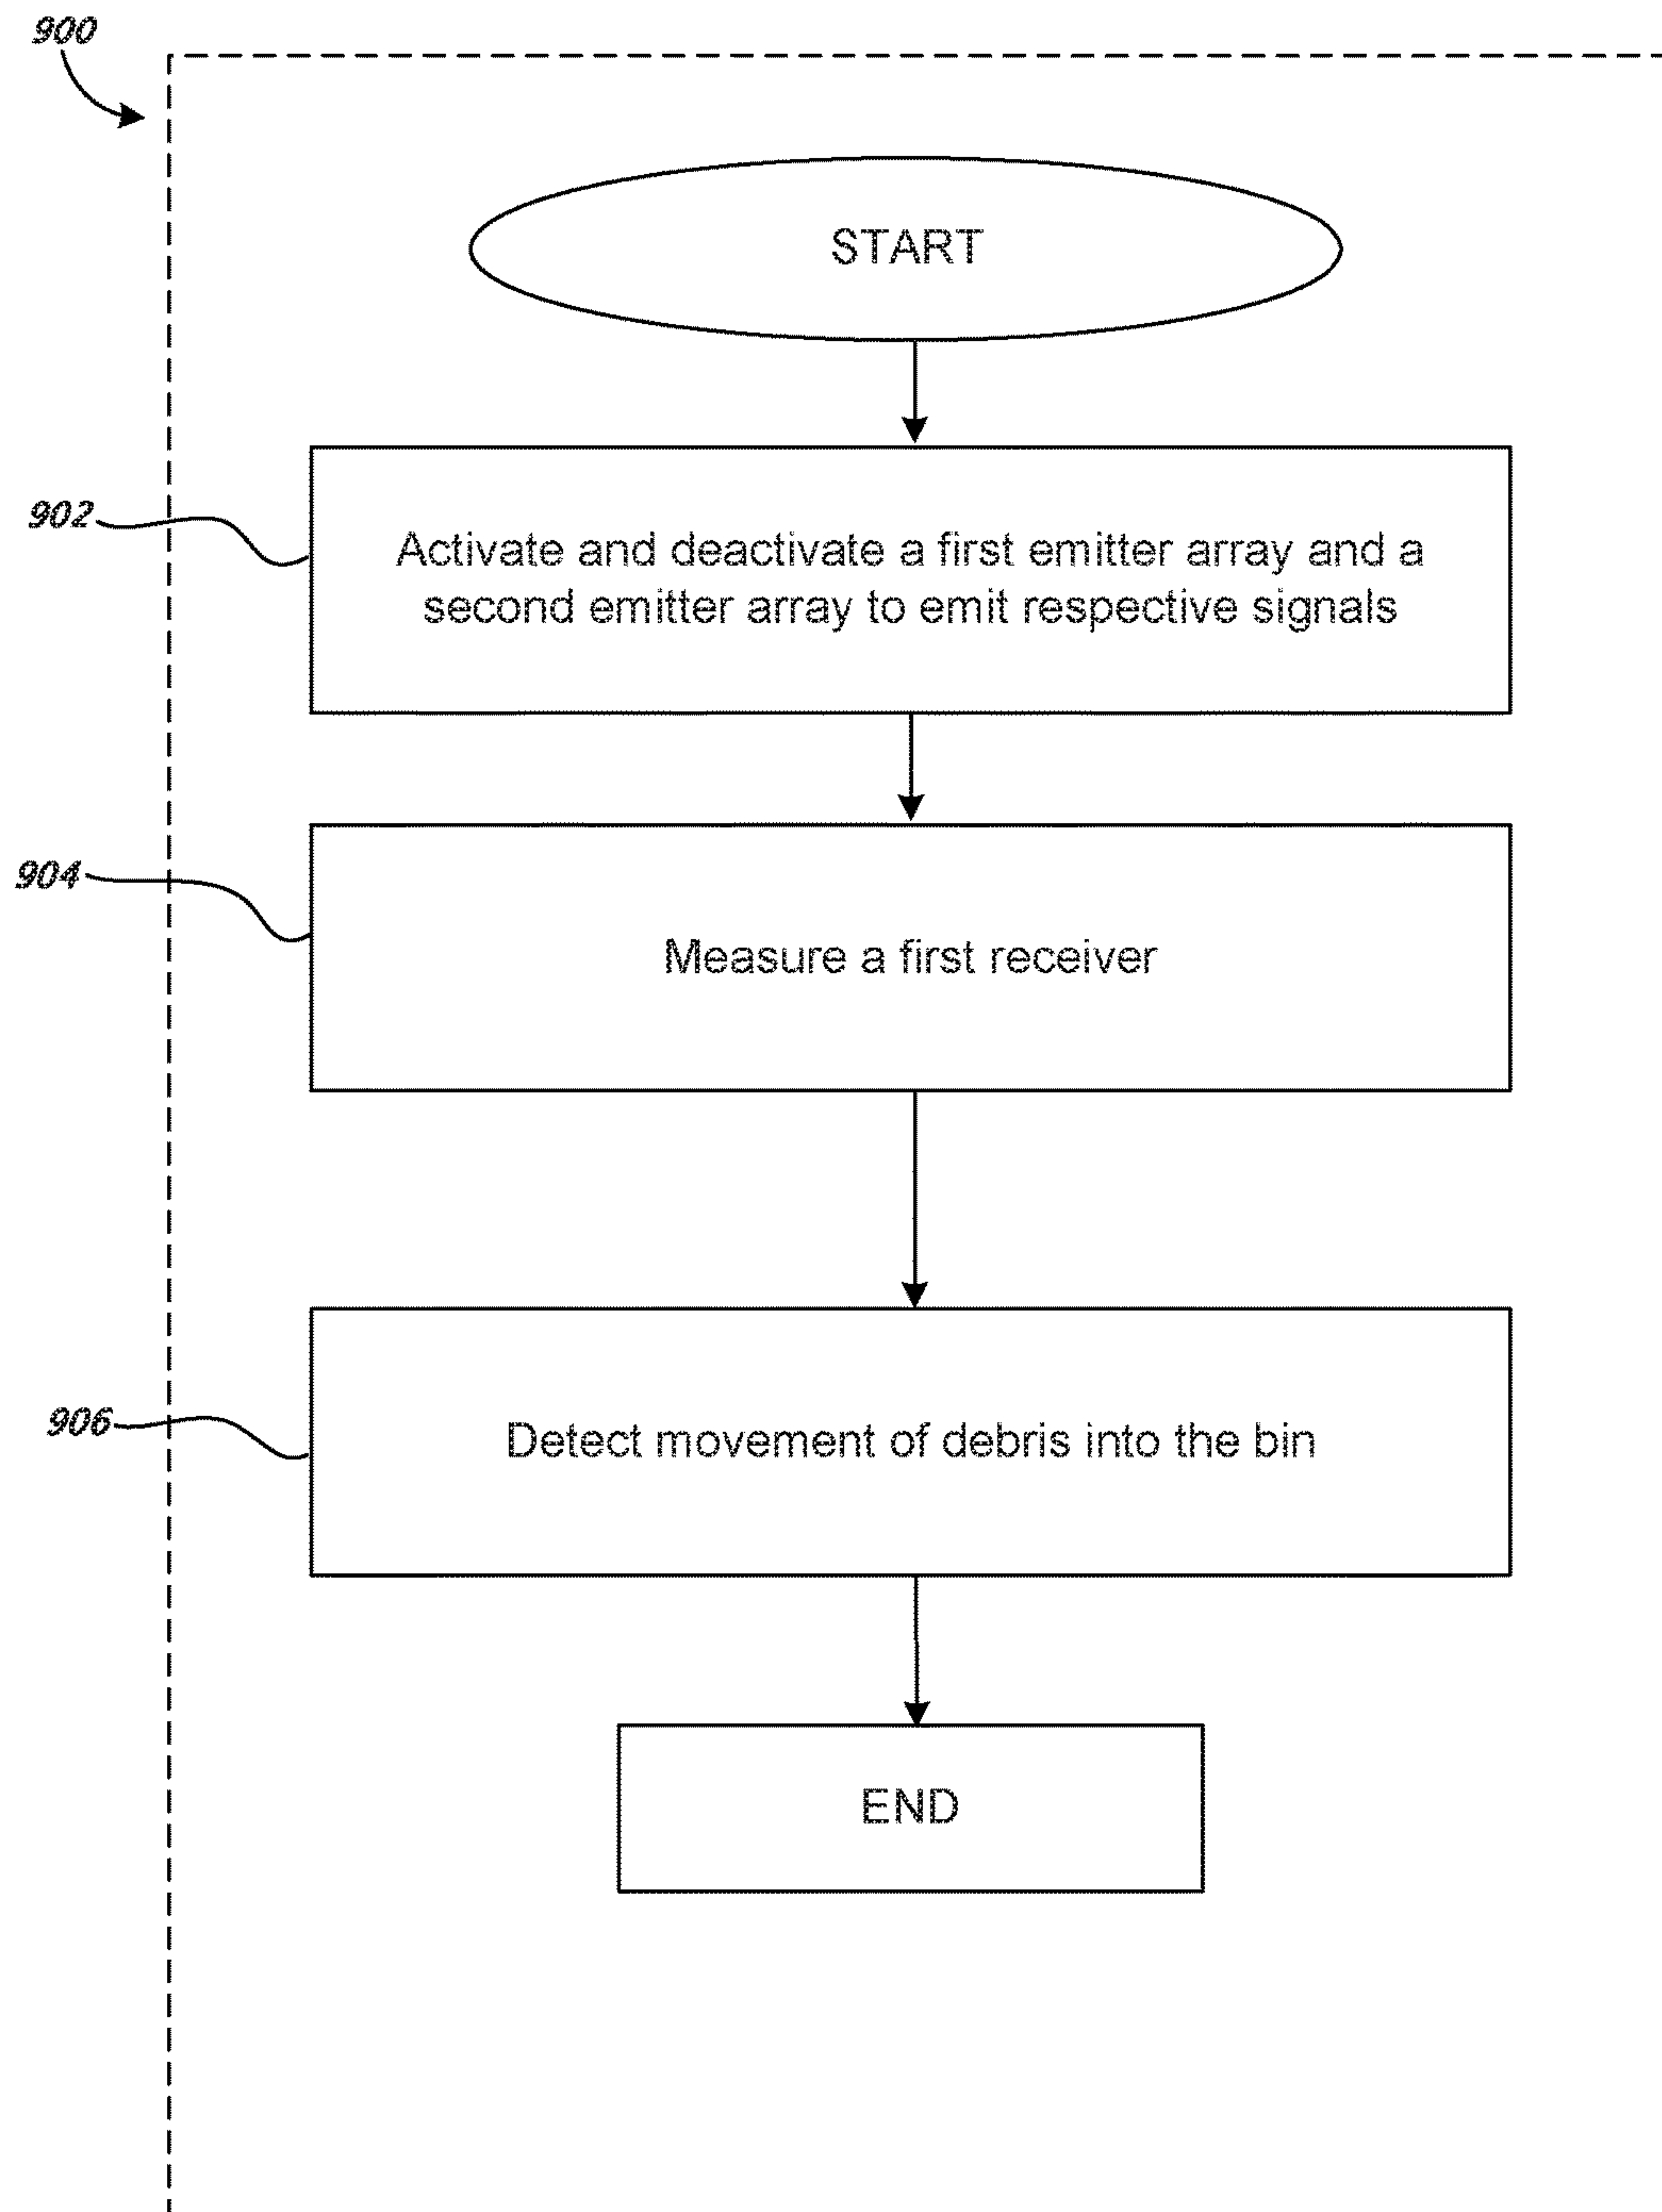 900
START
902
Activate and deactivate a first emitter array and a
second emitter array to emit respective signals
904
Measure a first receiver
906
Detect movement of debris into the bin
END